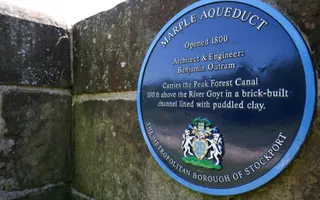 MARPLE AQUEDUCT
Opened 1800
Architect & Engineer:
Benjamin Outram
Carries the Peak Forest Canal
100 ft above the River Goyt in a brick-built
channel lined with puddled clay.
THE METROPOLITAN BOROUGH OF STOCKPORT